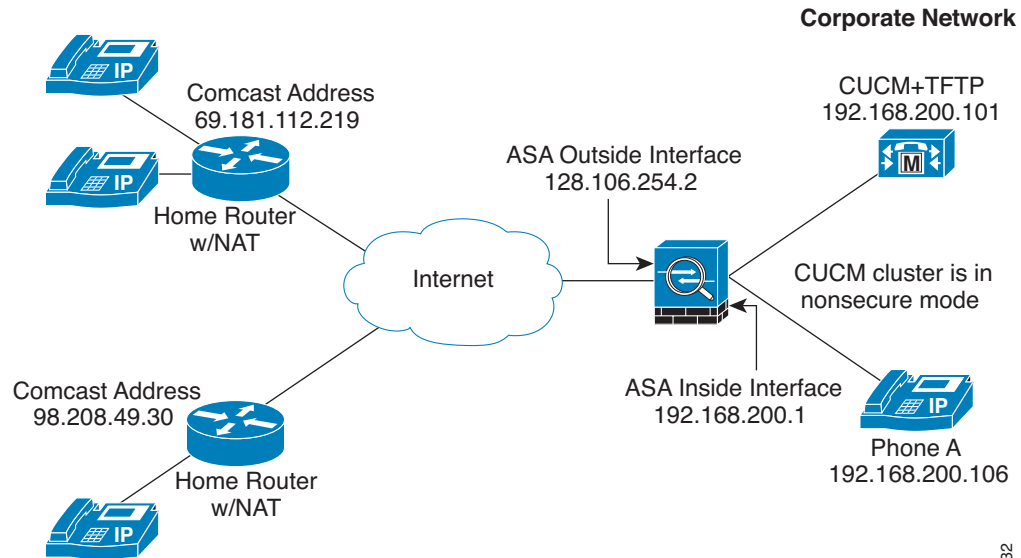 Corporate Network
IP
Comcast Address
69.181.112.219
IP
Home Router
w/NAT
CUCM+TFTP
192.168.200.101
M
ASA Outside Interface
128.106.254.2
Internet
CUCM cluster is in
nonsecure mode
Comcast Address
98.208.49.30
ASA Inside Interface
192.168.200.1
IP
Phone A
192.168.200.106
Home Router
w/NAT
IP